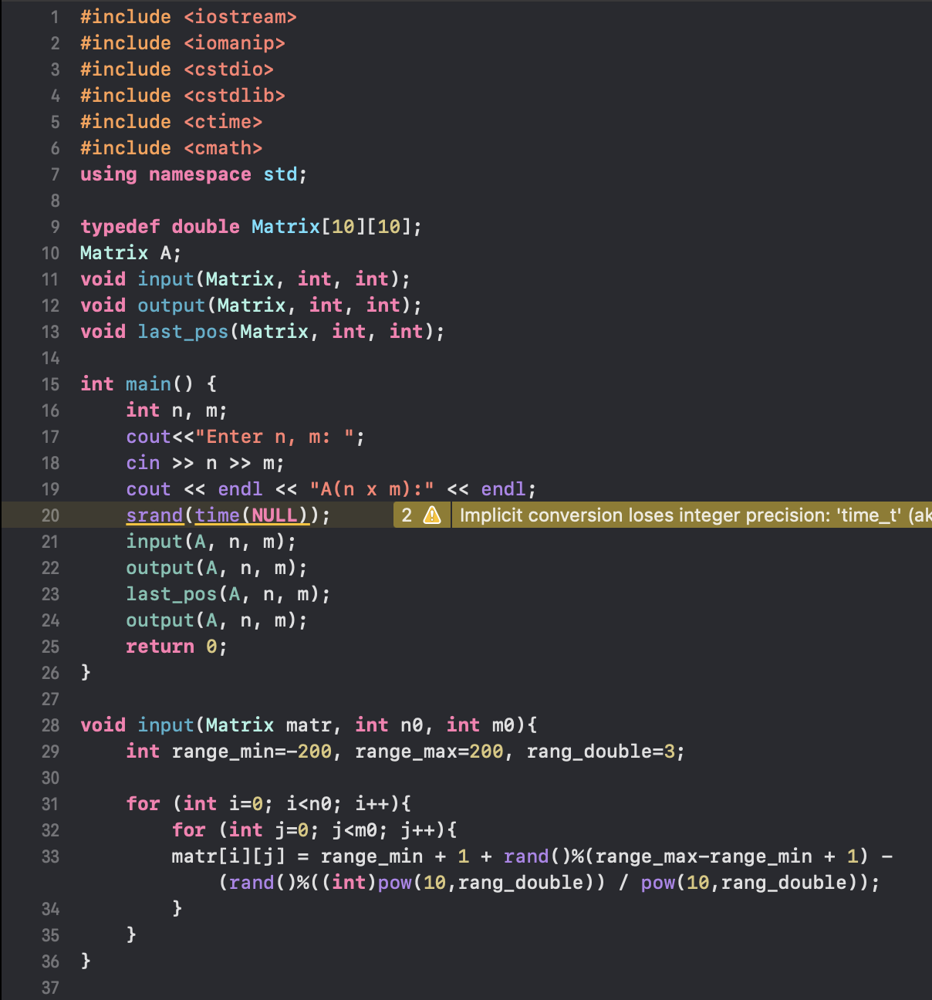 1 #include <iostream>
2 #include <iomanip>
3 #include <cstdio>
4 #include <cstdlib>
5 #include <ctime>
6 #include <cmath>
7 using namespace std;
8
9 typedef double Matrix[10][10];
10 Matrix A;
11 void input(Matrix, int, int);
12 void output(Matrix, int, int);
13 void last_pos(Matrix, int, int);
14
15 int main() {
16     int n, m;
17     cout<<"Enter n, m: ";
18     cin >> n >> m;
19     cout << endl << "A(n x m):" << endl;
20     srand(time(NULL)); 2 Implicit conversion loses integer precision: 'time_t' (ak
21     input(A, n, m);
22     output(A, n, m);
23     last_pos(A, n, m);
24     output(A, n, m);
25     return 0;
26 }
27
28 void input(Matrix matr, int n0, int m0){
29     int range_min=-200, range_max=200, rang_double=3;
30
31     for (int i=0; i<n0; i++){
32         for (int j=0; j<m0; j++){
33         matr[i][j] = range_min + 1 + rand()%(range_max-range_min + 1) -
            (rand()%((int)pow(10,rang_double)) / pow(10,rang_double));
34         }
35     }
36 }
37